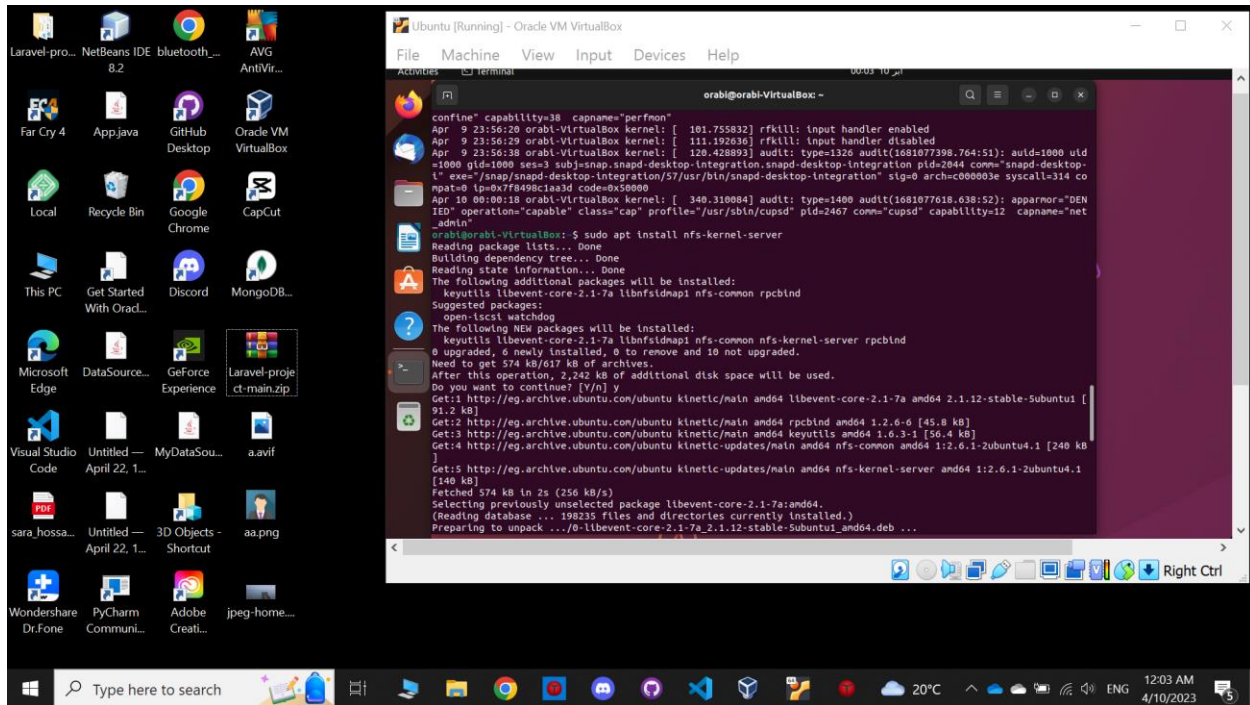 Laravel-pro...
NetBeans IDE
8.2
bluetooth_...
AVG
AntiVir...
Far Cry 4
App.java
GitHub
Desktop
Oracle VM
VirtualBox
Local
Recycle Bin
Google
Chrome
CapCut
This PC
Get Started
With Oracl...
Discord
MongoDB...
Microsoft
Edge
DataSource...
GeForce
Experience
Laravel-proje
ct-main.zip
Visual Studio
Code
Untitled —
April 22, 1...
MyDataSou...
a.avif
PDF
sara_hossa...
Untitled —
April 22, 1...
3D Objects -
Shortcut
aa.png
Wondershare
Dr.Fone
PyCharm
Communi...
Adobe
Creati...
jpeg-home....
Ubuntu [Running] - Oracle VM VirtualBox
File Machine View Input Devices Help
Activities Terminal
orabi@orabi-VirtualBox: ~
confine" capability=38 capname="perfmon"
Apr 9 23:56:20 orabi-VirtualBox kernel: [ 101.755832] rfkill: input handler enabled
Apr 9 23:56:29 orabi-VirtualBox kernel: [ 111.192636] rfkill: input handler disabled
Apr 9 23:56:38 orabi-VirtualBox kernel: [ 120.428893] audit: type=1326 audit(1681077398.764:51): auid=1000 uid
=1000 gid=1000 ses=3 subj=snap.snapd-desktop-integration.snapd-desktop-integration pid=2044 comm="snapd-desktop-
i" exe="/snap/snapd-desktop-integration/57/usr/bin/snapd-desktop-integration" sig=0 arch=c000003e syscall=314 co
mpat=0 ip=0x7f8498c1aa3d code=0x50000
Apr 10 00:00:18 orabi-VirtualBox kernel: [ 340.310084] audit: type=1400 audit(1681077618.638:52): apparmor="DEN
IED" operation="capable" class="cap" profile="/usr/sbin/cupsd" pid=2467 comm="cupsd" capability=12 capname="net
_admin"
orabi@orabi-VirtualBox:~$ sudo apt install nfs-kernel-server
Reading package lists... Done
Building dependency tree... Done
Reading state information... Done
The following additional packages will be installed:
keyutils libevent-core-2.1-7a libnfsidmap1 nfs-common rpcbind
Suggested packages:
open-iscsi watchdog
The following NEW packages will be installed:
keyutils libevent-core-2.1-7a libnfsidmap1 nfs-common nfs-kernel-server rpcbind
0 upgraded, 6 newly installed, 0 to remove and 10 not upgraded.
Need to get 574 kB/617 kB of archives.
After this operation, 2,242 kB of additional disk space will be used.
Do you want to continue? [Y/n] y
Get:1 http://eg.archive.ubuntu.com/ubuntu kinetic/main amd64 libevent-core-2.1-7a amd64 2.1.12-stable-5ubuntu1 [
91.2 kB]
Get:2 http://eg.archive.ubuntu.com/ubuntu kinetic/main amd64 rpcbind amd64 1.2.6-6 [45.8 kB]
Get:3 http://eg.archive.ubuntu.com/ubuntu kinetic/main amd64 keyutils amd64 1.6.3-1 [56.4 kB]
Get:4 http://eg.archive.ubuntu.com/ubuntu kinetic-updates/main amd64 nfs-common amd64 1:2.6.1-2ubuntu4.1 [240 kB
]
Get:5 http://eg.archive.ubuntu.com/ubuntu kinetic-updates/main amd64 nfs-kernel-server amd64 1:2.6.1-2ubuntu4.1
[140 kB]
Fetched 574 kB in 2s (256 kB/s)
Selecting previously unselected package libevent-core-2.1-7a:amd64.
(Reading database ... 198235 files and directories currently installed.)
Preparing to unpack .../0-libevent-core-2.1-7a_2.1.12-stable-5ubuntu1_amd64.deb ...
Right Ctrl
Type here to search
20°C
ENG
12:03 AM
4/10/2023
5